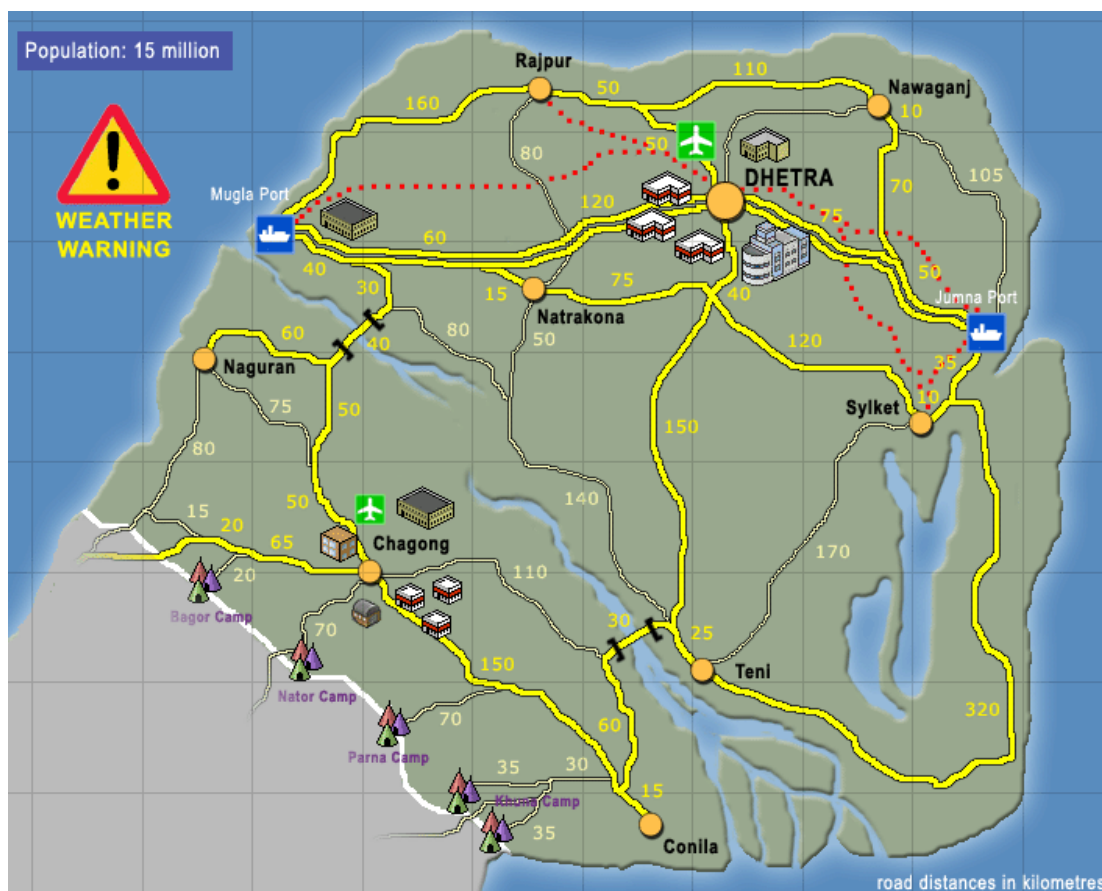 Population: 15 million
Rajpur
50
110
Nawaganj
160
10
80
50
105
WEATHER
WARNING
Mugla Port
DHETRA
120
70
75
60
40
50
30
15
75
40
Jumna Port
Natrakona
60
40
80
50
120
35
Naguran
10
Sylket
75
50
150
80
50
140
15
20
65
Chagong
170
20
110
Bagor Camp
70
30
25
Teni
Nator Camp
150
70
60
320
Parna Camp
35
30
Khuna Camp
15
35
Conila
road distances in kilometres